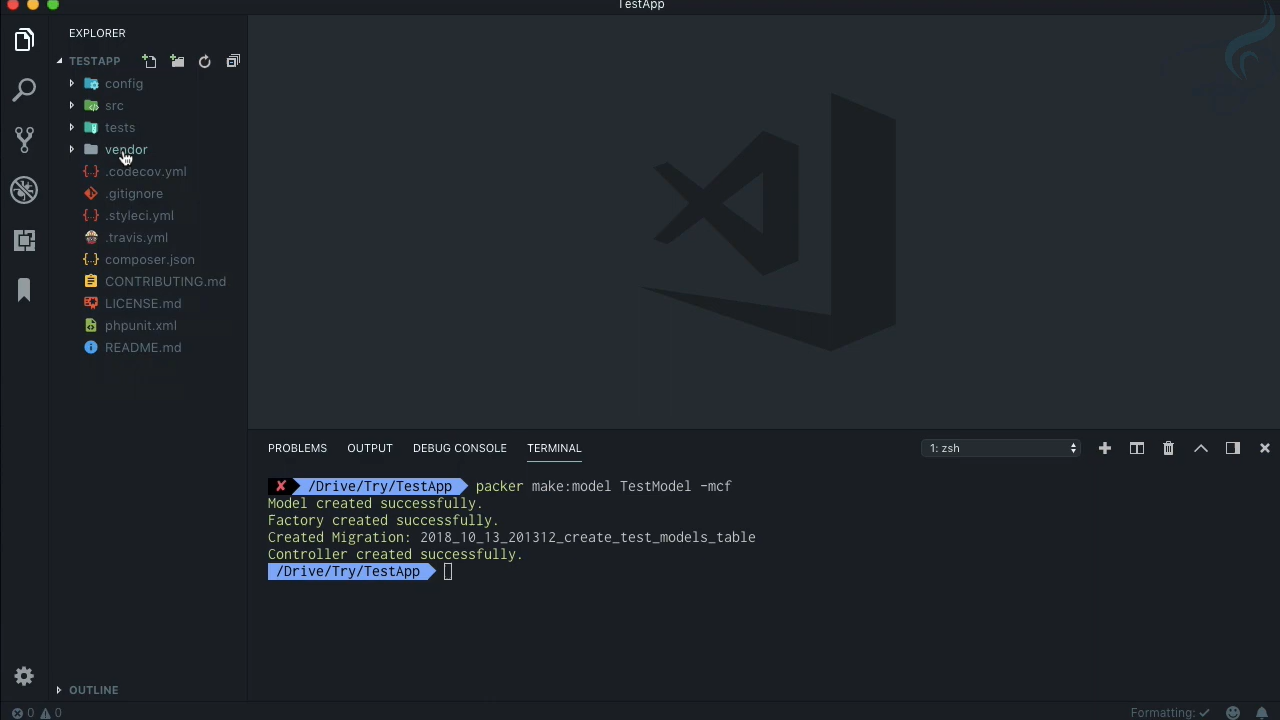 TestApp
EXPLORER
TESTAPP
config
src
tests
vendor
.codecov.yml
.gitignore
.styleci.yml
.travis.yml
composer.json
CONTRIBUTING.md
LICENSE.md
phpunit.xml
README.md
OUTLINE
PROBLEMS OUTPUT DEBUG CONSOLE TERMINAL 1: zsh
✘ /Drive/Try/TestApp packer make:model TestModel -mcf
Model created successfully.
Factory created successfully.
Created Migration: 2018_10_13_201312_create_test_models_table
Controller created successfully.
/Drive/Try/TestApp
0 0 Formatting: ✓